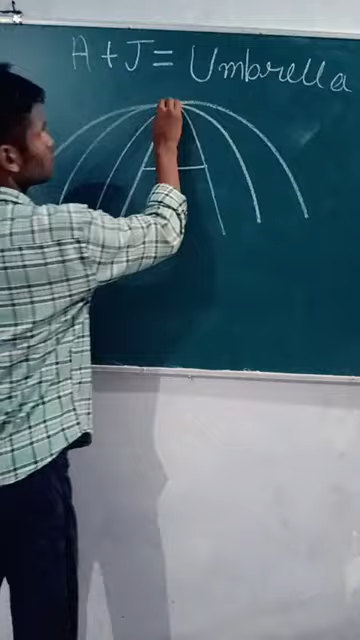 A + J = Umbrella
A